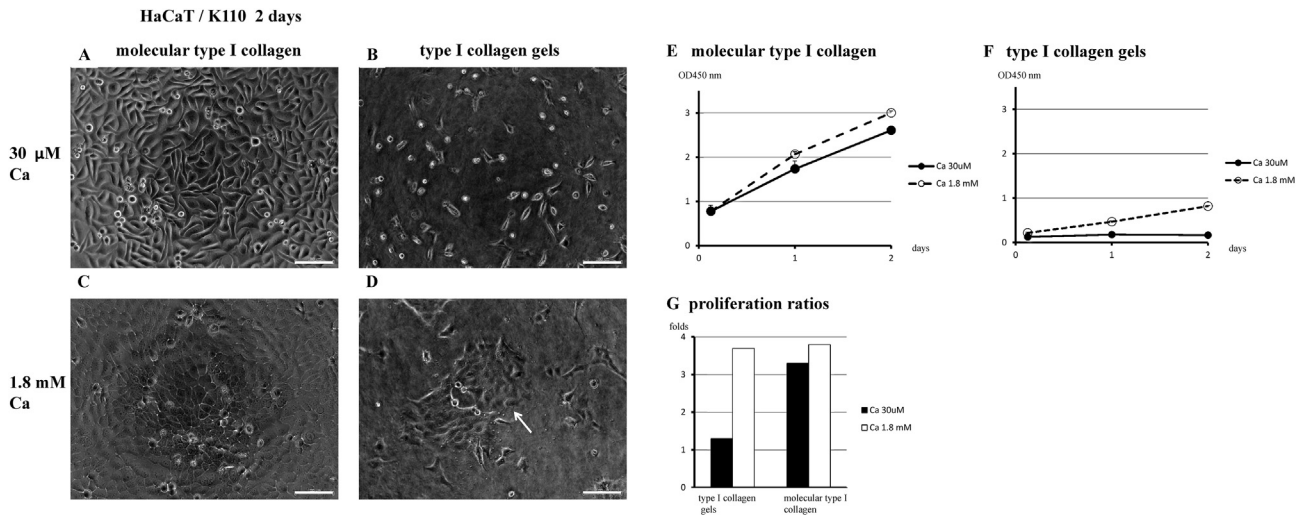 HaCaT / K110 2 days
A molecular type I collagen
B type I collagen gels
30 μM
Ca
C
D
1.8 mM
Ca
E molecular type I collagen
OD450 nm
3
2
1
0
0
1
2
days
Ca 30uM
Ca 1.8 mM
F type I collagen gels
OD450 nm
3
2
1
0
0
1
2
days
Ca 30uM
Ca 1.8 mM
G proliferation ratios
folds
4
3
2
1
0
type I collagen
gels
molecular type I
collagen
Ca 30uM
Ca 1.8 mM